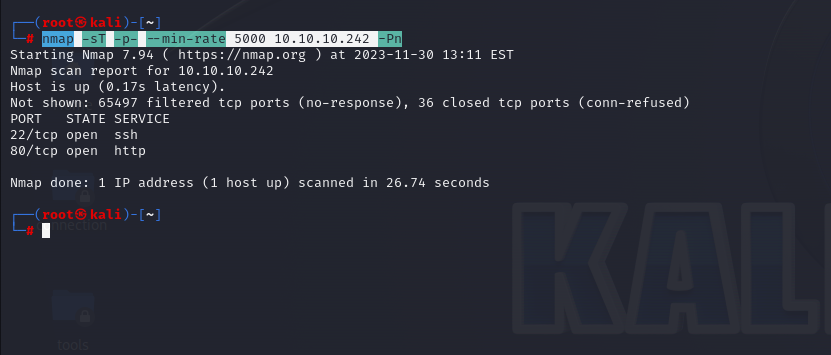 ┌──(root㉿kali)-[~]
└─# nmap -sT -p- --min-rate 5000 10.10.10.242 -Pn
Starting Nmap 7.94 ( https://nmap.org ) at 2023-11-30 13:11 EST
Nmap scan report for 10.10.10.242
Host is up (0.17s latency).
Not shown: 65497 filtered tcp ports (no-response), 36 closed tcp ports (conn-refused)
PORT   STATE SERVICE
22/tcp open  ssh
80/tcp open  http
Nmap done: 1 IP address (1 host up) scanned in 26.74 seconds
┌──(root㉿kali)-[~]
└─#
tools
KALI